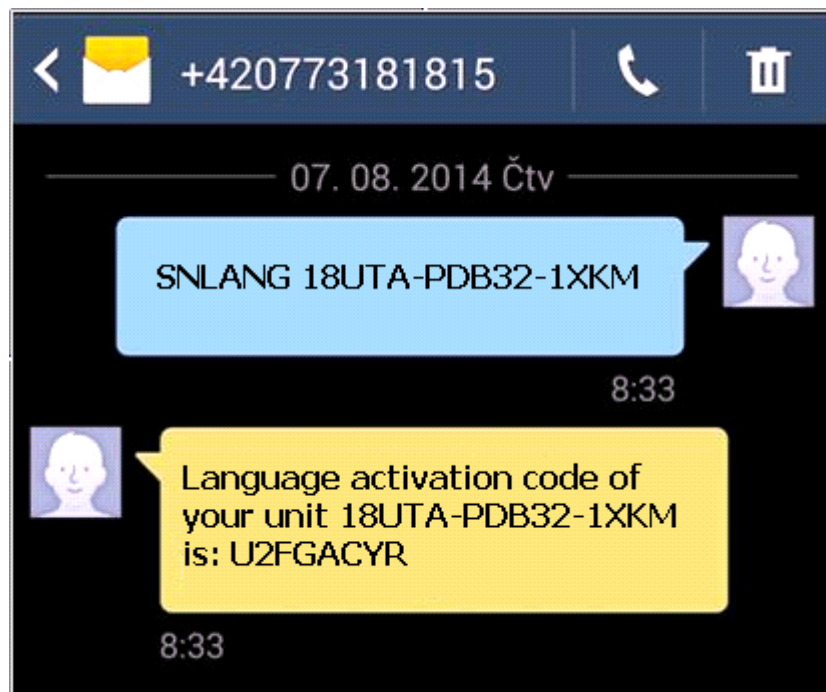 +420773181815
07. 08. 2014 Čtv
SNLANG 18UTA-PDB32-1XKM
8:33
Language activation code of
your unit 18UTA-PDB32-1XKM
is: U2FGACYR
8:33